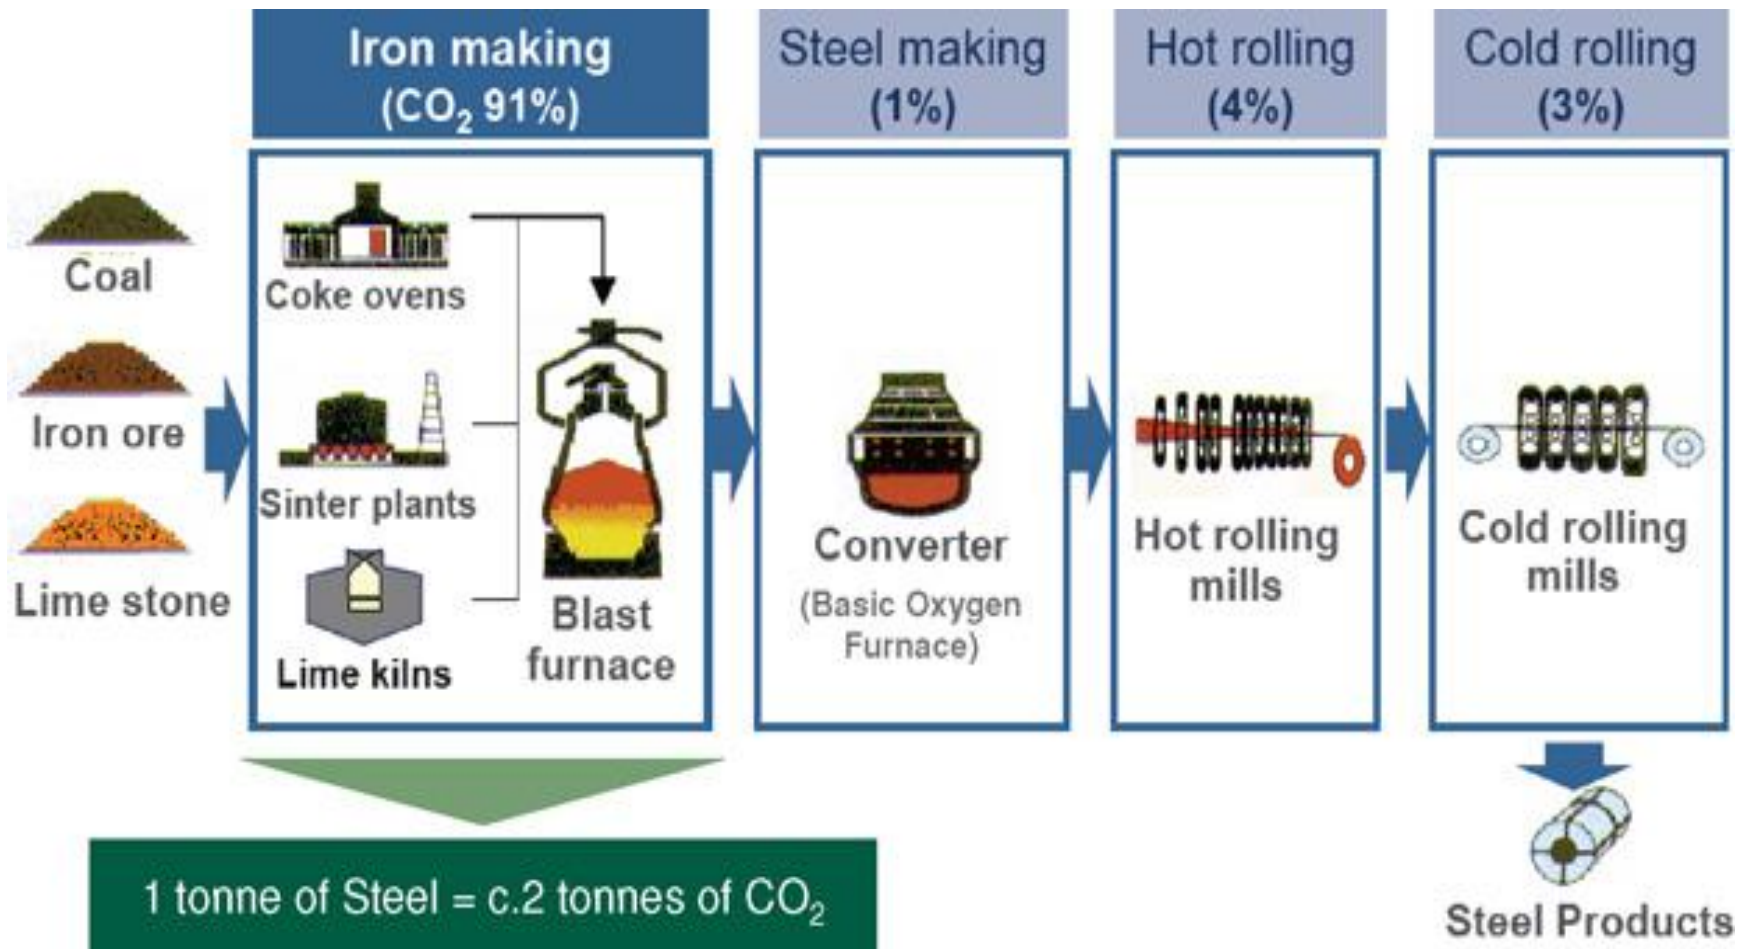 Iron making
(CO₂ 91%)
Steel making
(1%)
Hot rolling
(4%)
Cold rolling
(3%)
Coal
Iron ore
Lime stone
Coke ovens
Sinter plants
Lime kilns
Blast
furnace
Converter
(Basic Oxygen
Furnace)
Hot rolling
mills
Cold rolling
mills
1 tonne of Steel = c.2 tonnes of CO₂
Steel Products